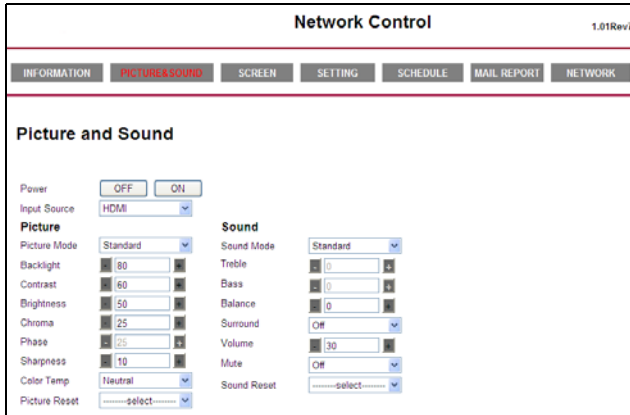 Network Control
1.01Revi
INFORMATION PICTURE&SOUND SCREEN SETTING SCHEDULE MAIL REPORT NETWORK
Picture and Sound
Power OFF ON
Input Source HDMI
Picture Sound
Picture Mode Standard Sound Mode Standard
Backlight - 80 + Treble - 0 +
Contrast - 60 + Bass - 0 +
Brightness - 50 + Balance - 0 +
Chroma - 25 + Surround Off
Phase - 25 + Volume - 30 +
Sharpness - 10 + Mute Off
Color Temp Neutral Sound Reset --------select--------
Picture Reset --------select--------